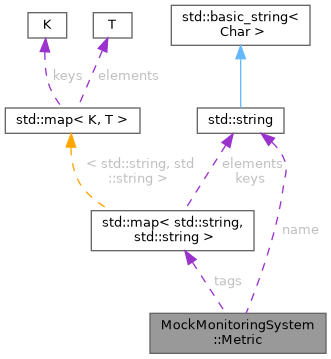 std::basic_string<
Char >
K
T
keys
elements
std::map< K, T >
std::string
< std::string, std
::string >
elements
keys
name
std::map< std::string,
std::string >
tags
MockMonitoringSystem
::Metric